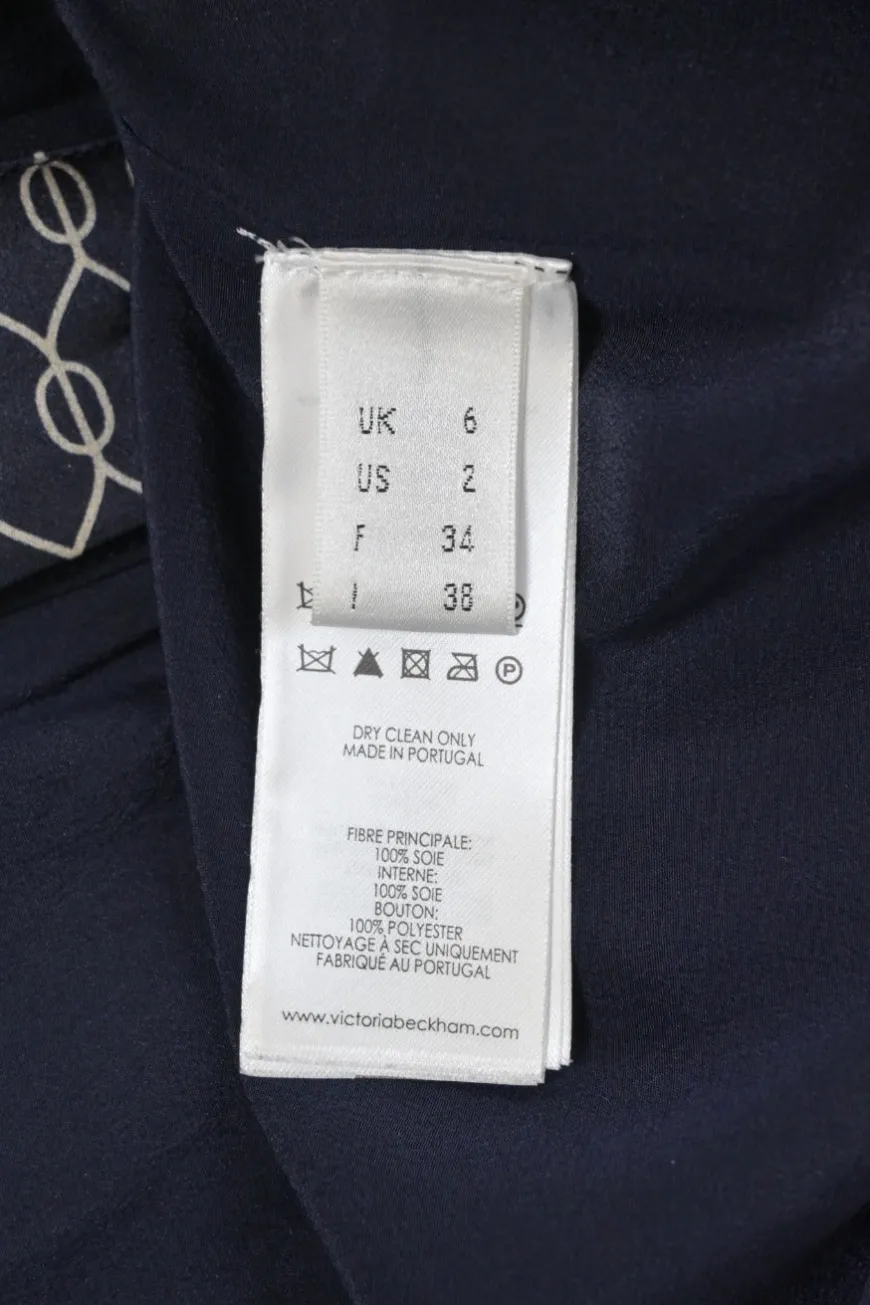 UK 6
US 2
F 34
I 38
P
DRY CLEAN ONLY
MADE IN PORTUGAL
FIBRE PRINCIPALE:
100% SOIE
INTERNE:
100% SOIE
BOUTON:
100% POLYESTER
NETTOYAGE À SEC UNIQUEMENT
FABRIQUÉ AU PORTUGAL
www.victoriabeckham.com